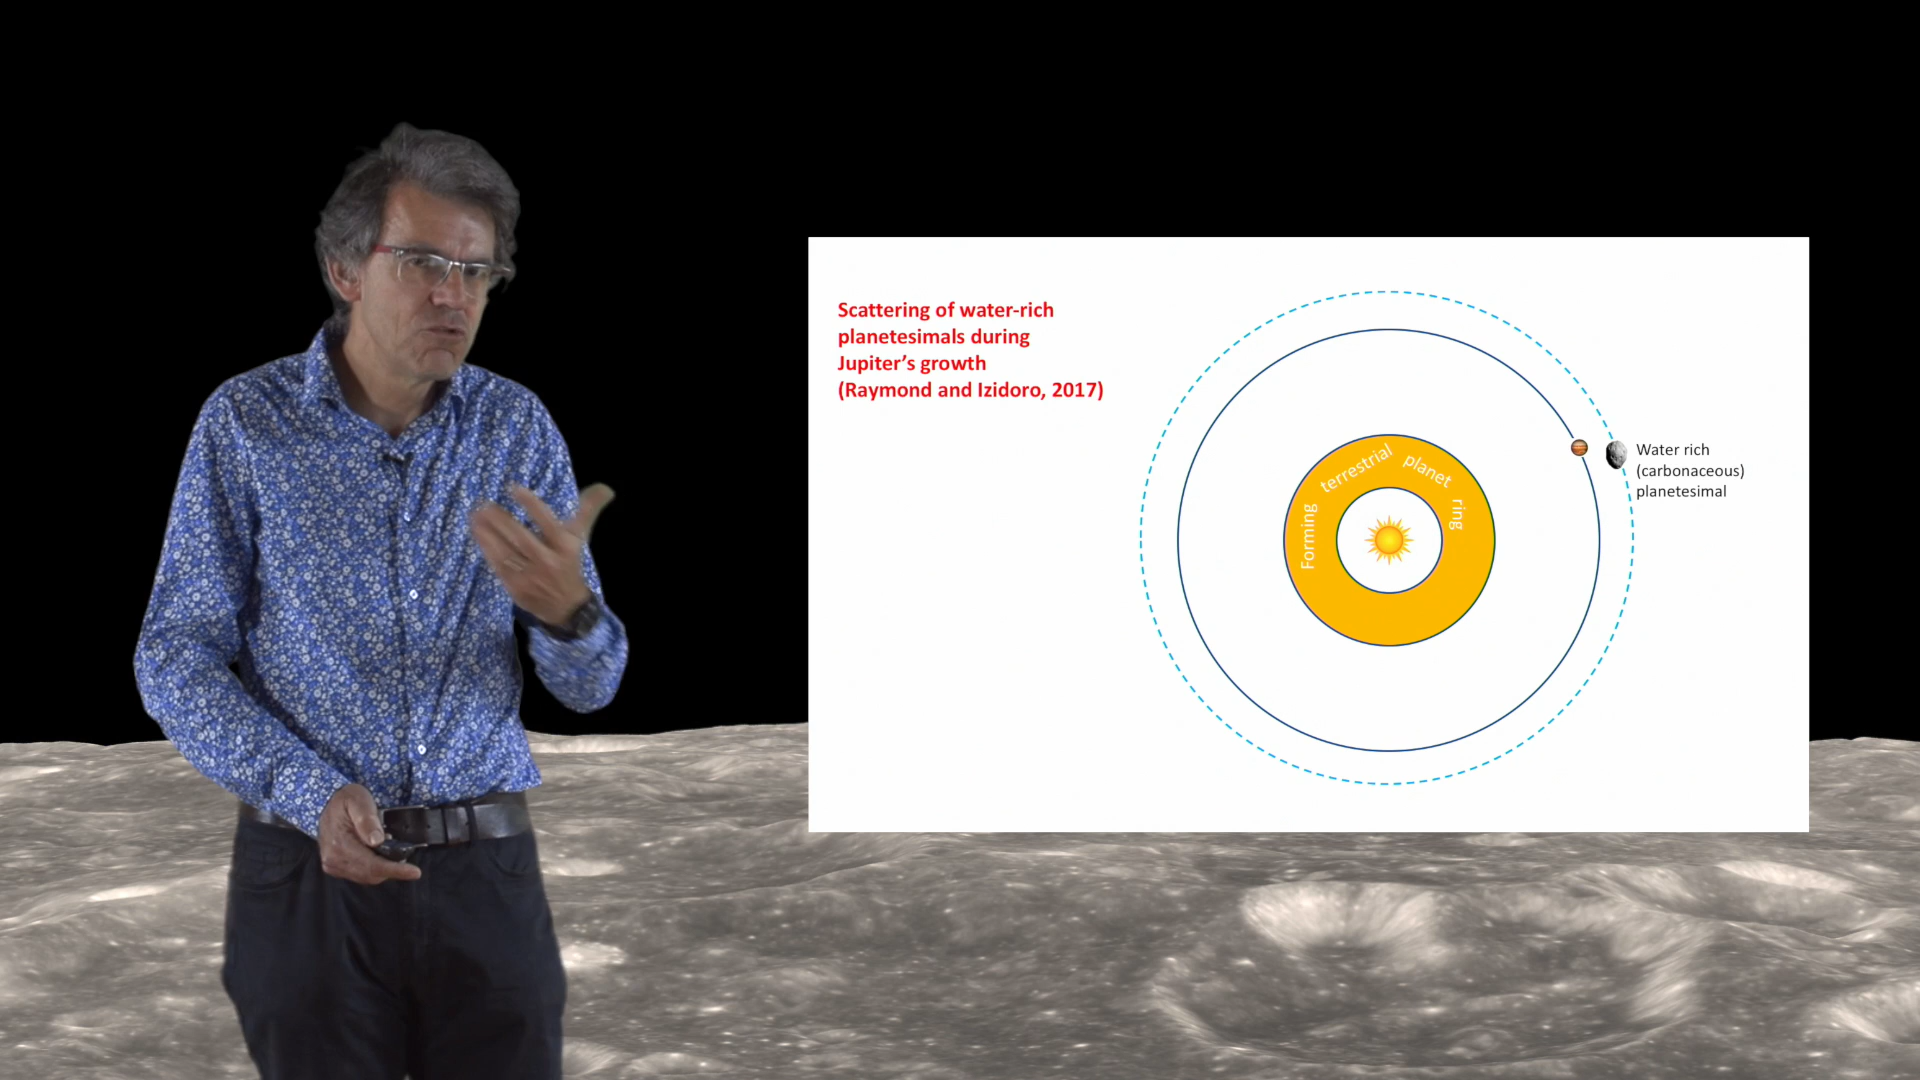 Scattering of water-rich
planetesimals during
Jupiter's growth
(Raymond and Izidoro, 2017)
Forming terrestrial planet ring
Water rich
(carbonaceous)
planetesimal